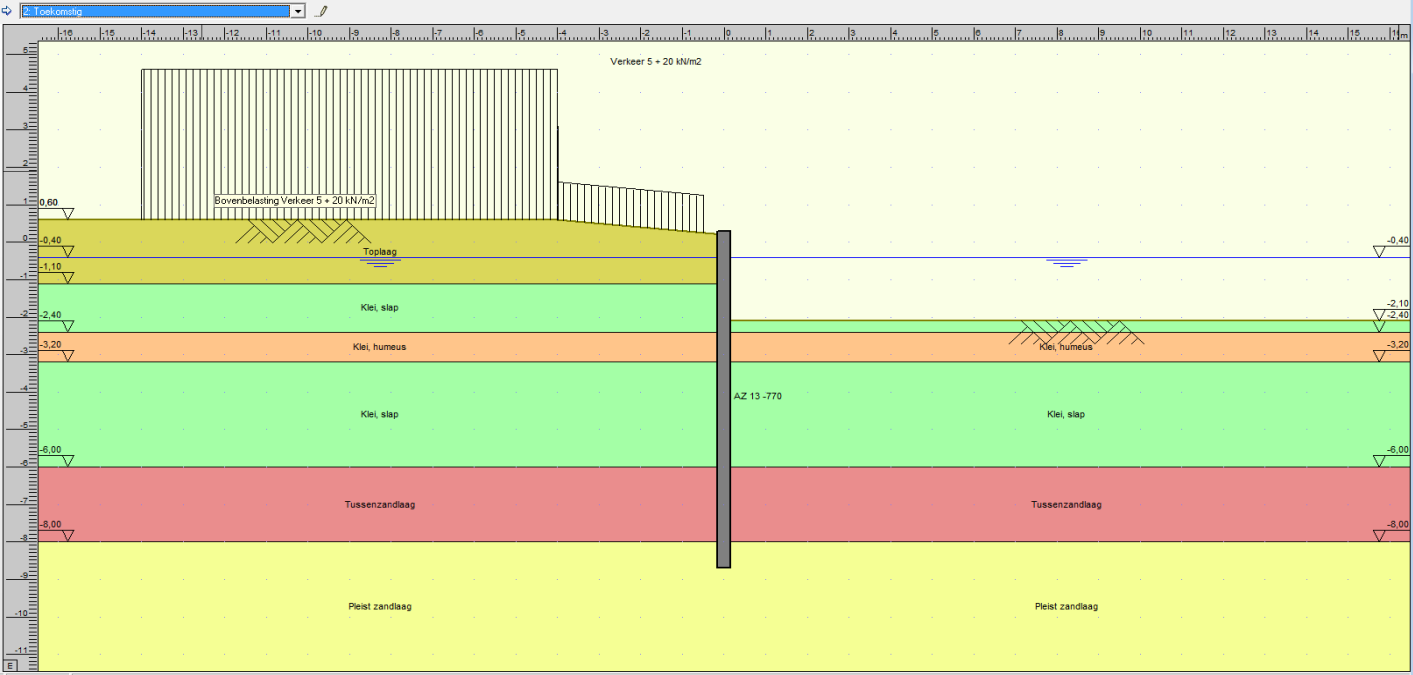 2: Toekomstig
-16 -15 -14 -13 -12 -11 -10 -9 -8 -7 -6 -5 -4 -3 -2 -1 0 1 2 3 4 5 6 7 8 9 10 11 12 13 14 15 m
5
4
3
2
1
0
-1
-2
-3
-4
-5
-6
-7
-8
-9
-10
-11
E
Verkeer 5 + 20 kN/m2
Bovenbelasting Verkeer 5 + 20 kN/m2
0,60
-0,40
-1,10
-2,40
-3,20
-6,00
-8,00
Toplaag
Klei, slap
Klei, humeus
Klei, slap
Tussenzandlaag
Pleist zandlaag
AZ 13 -770
-0,40
-2,10
-2,40
-3,20
-6,00
-8,00
Klei, humeus
Klei, slap
Tussenzandlaag
Pleist zandlaag